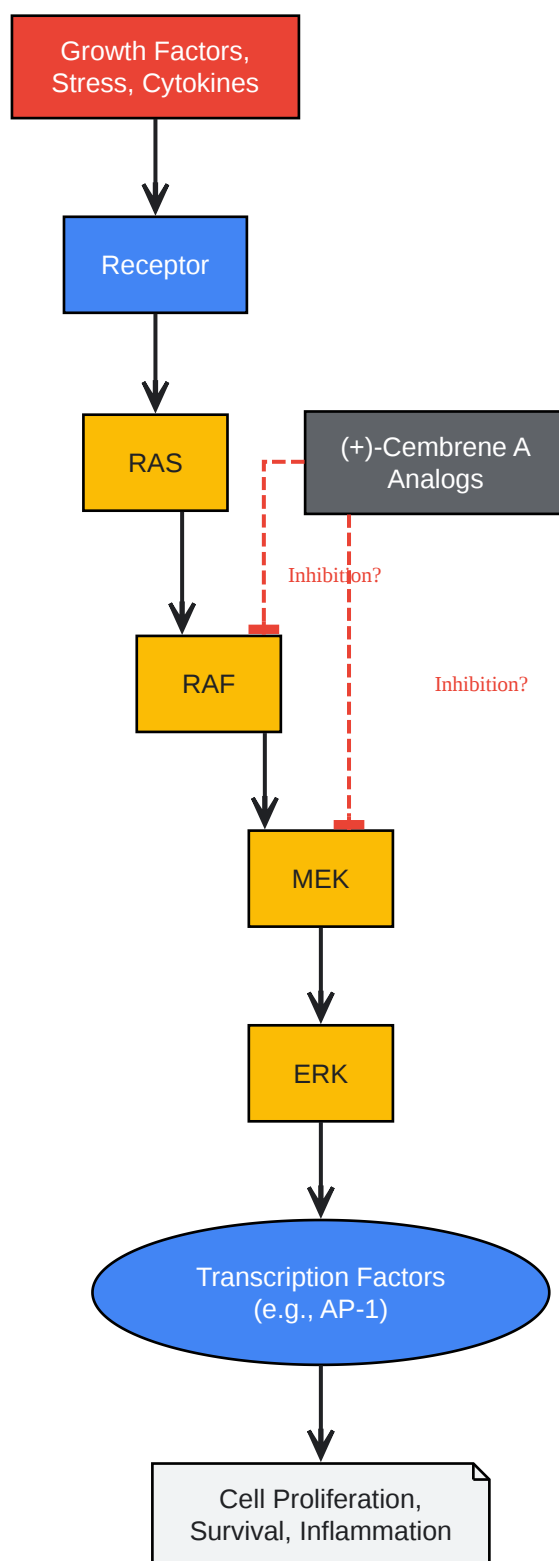 Growth Factors,
Stress, Cytokines
Receptor
RAS
(+)-Cembrene A
Analogs
Inhibition?
RAF
Inhibition?
MEK
ERK
Transcription Factors
(e.g., AP-1)
Cell Proliferation,
Survival, Inflammation